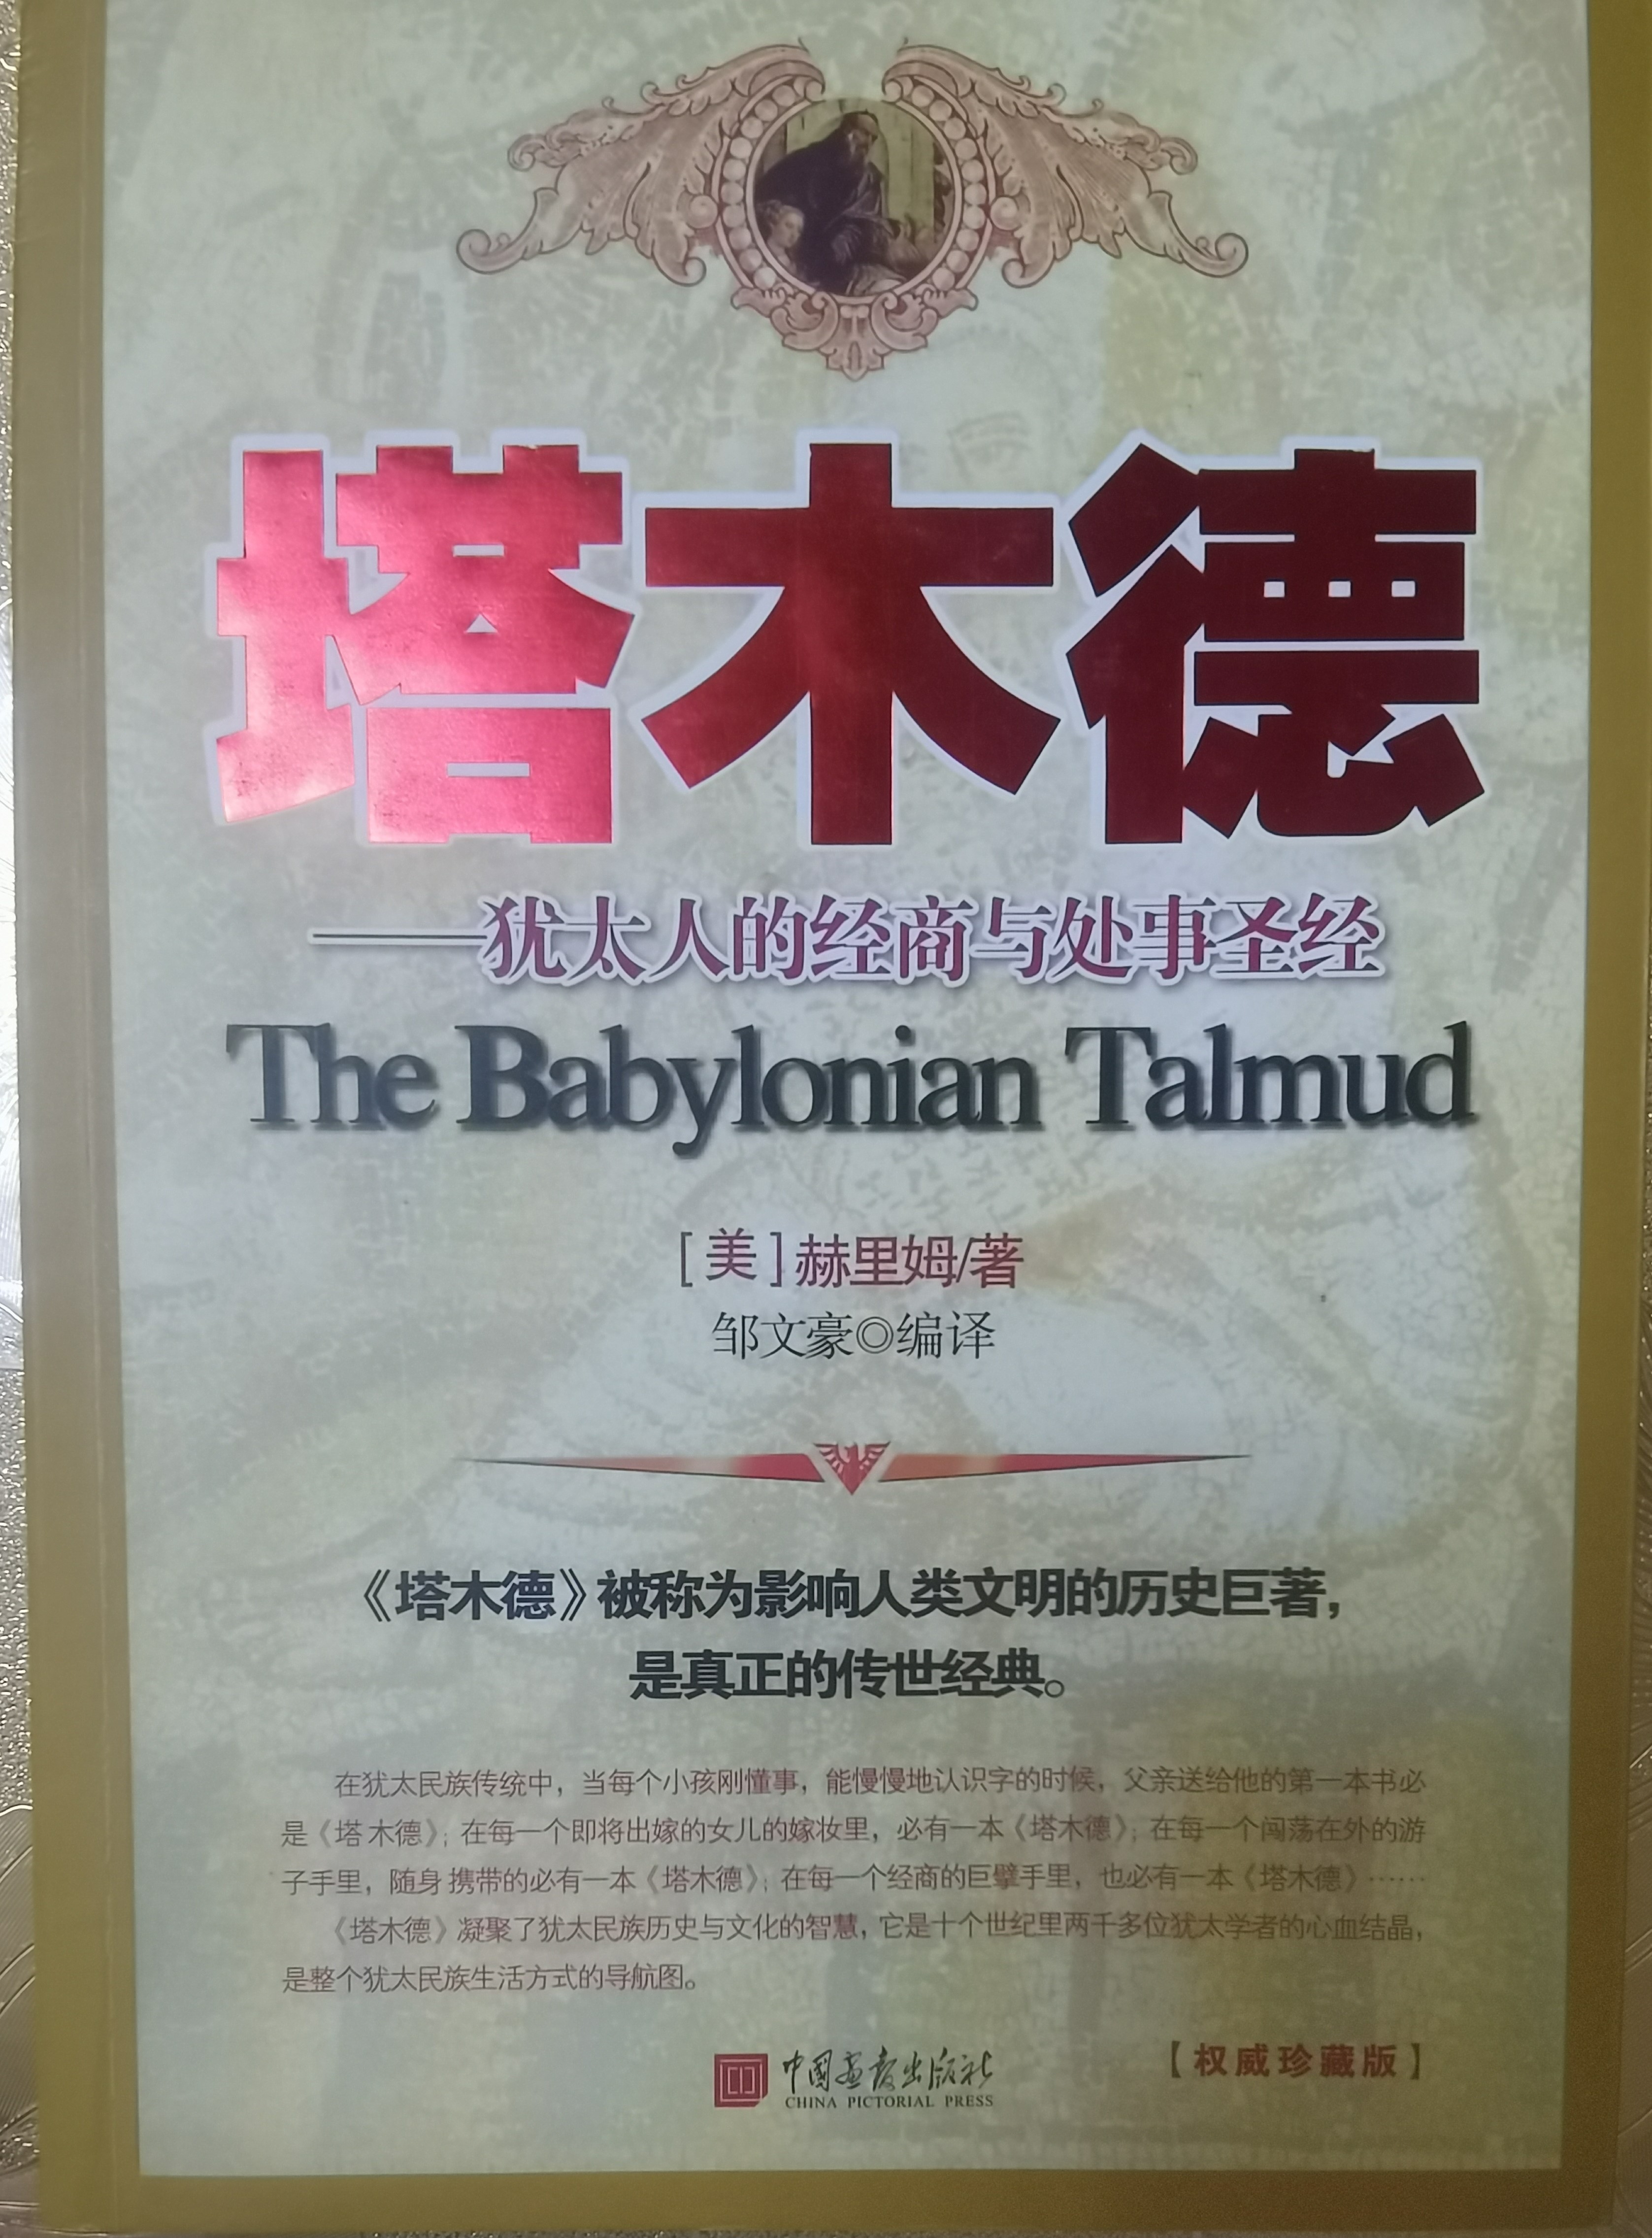 塔木德
——犹太人的经商与处事圣经
The Babylonian Talmud
[美]赫里姆/著
邹文豪◎编译
《塔木德》被称为影响人类文明的历史巨著，
是真正的传世经典。
在犹太民族传统中，当每个小孩刚懂事，能慢慢地认识字的时候，父亲送给他的第一本书必
是《塔木德》；在每一个即将出嫁的女儿的嫁妆里，必有一本《塔木德》；在每一个闯荡在外的游
子手里，随身携带的必有一本《塔木德》；在每一个经商的巨擘手里，也必有一本《塔木德》……
《塔木德》凝聚了犹太民族历史与文化的智慧，它是十个世纪里两千多位犹太学者的心血结晶，
是整个犹太民族生活方式的导航图。
中国画报出版社
CHINA PICTORIAL PRESS
【权威珍藏版】